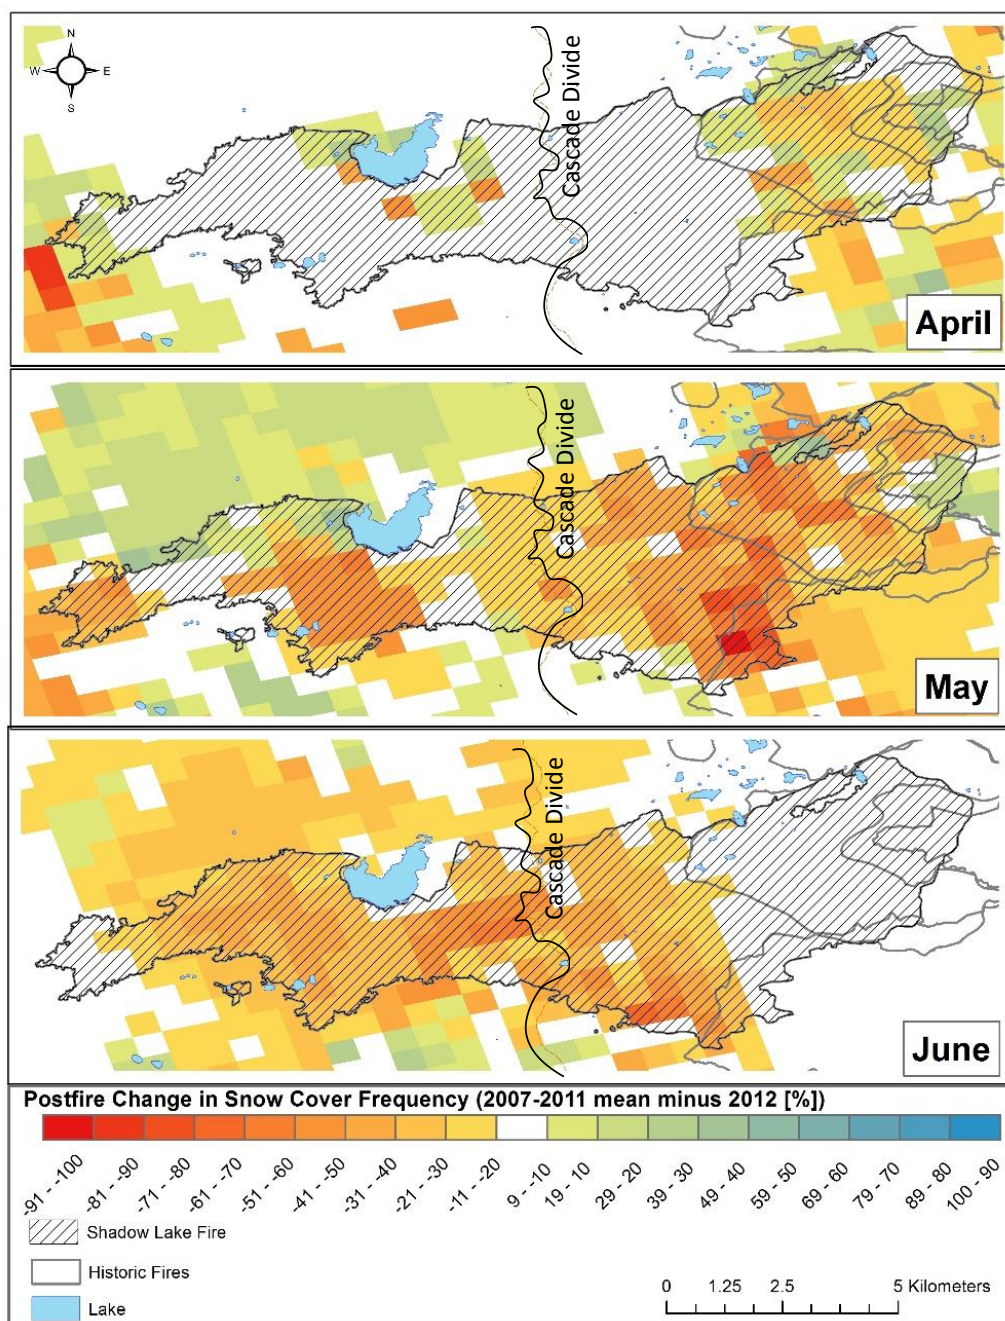 N
W E
S
Cascade Divide
April
Cascade Divide
May
Cascade Divide
June
Postfire Change in Snow Cover Frequency (2007-2011 mean minus 2012 [%])
-91 - -100
-81 - -90
-71 - -80
-61 - -70
-51 - -60
-41 - -50
-31 - -40
-21 - -30
-11 - -20
9 - -10
19 - 10
29 - 20
39 - 30
49 - 40
59 - 50
69 - 60
79 - 70
89 - 80
100 - 90
Shadow Lake Fire
Historic Fires
Lake
0 1.25 2.5 5 Kilometers